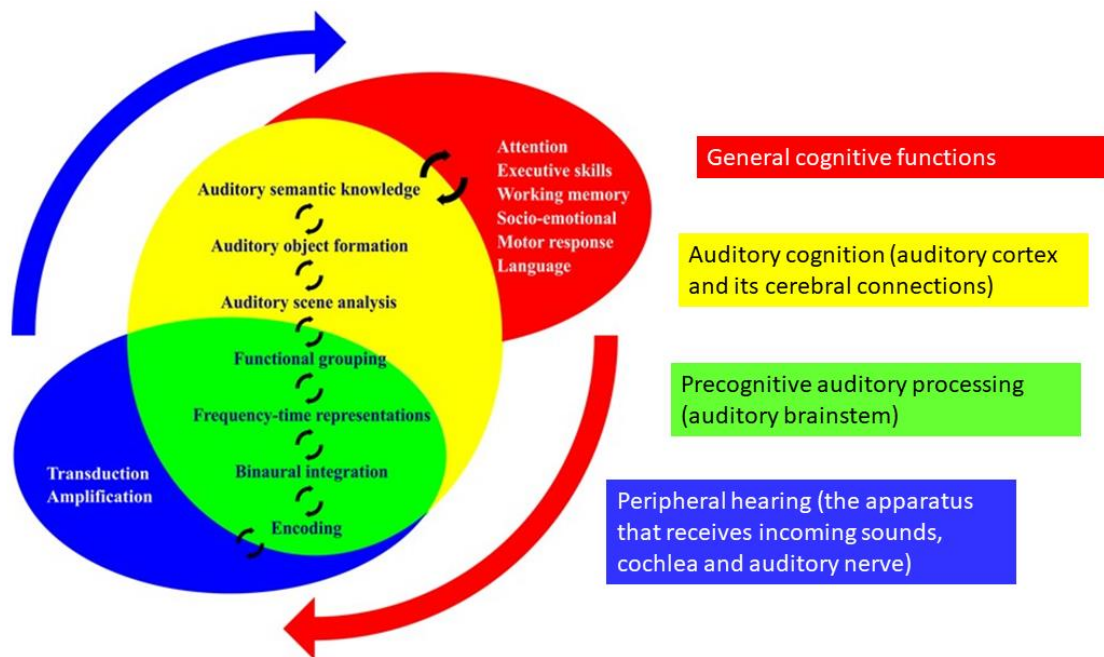 Attention
Executive skills
Working memory
Socio-emotional
Motor response
Language
Auditory semantic knowledge
Auditory object formation
Auditory scene analysis
Functional grouping
Frequency-time representations
Binaural integration
Encoding
Transduction
Amplification
General cognitive functions
Auditory cognition (auditory cortex
and its cerebral connections)
Precognitive auditory processing
(auditory brainstem)
Peripheral hearing (the apparatus
that receives incoming sounds,
cochlea and auditory nerve)